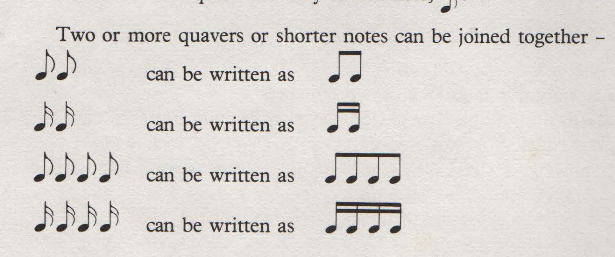 Two or more quavers or shorter notes can be joined together –
can be written as
can be written as
can be written as
can be written as